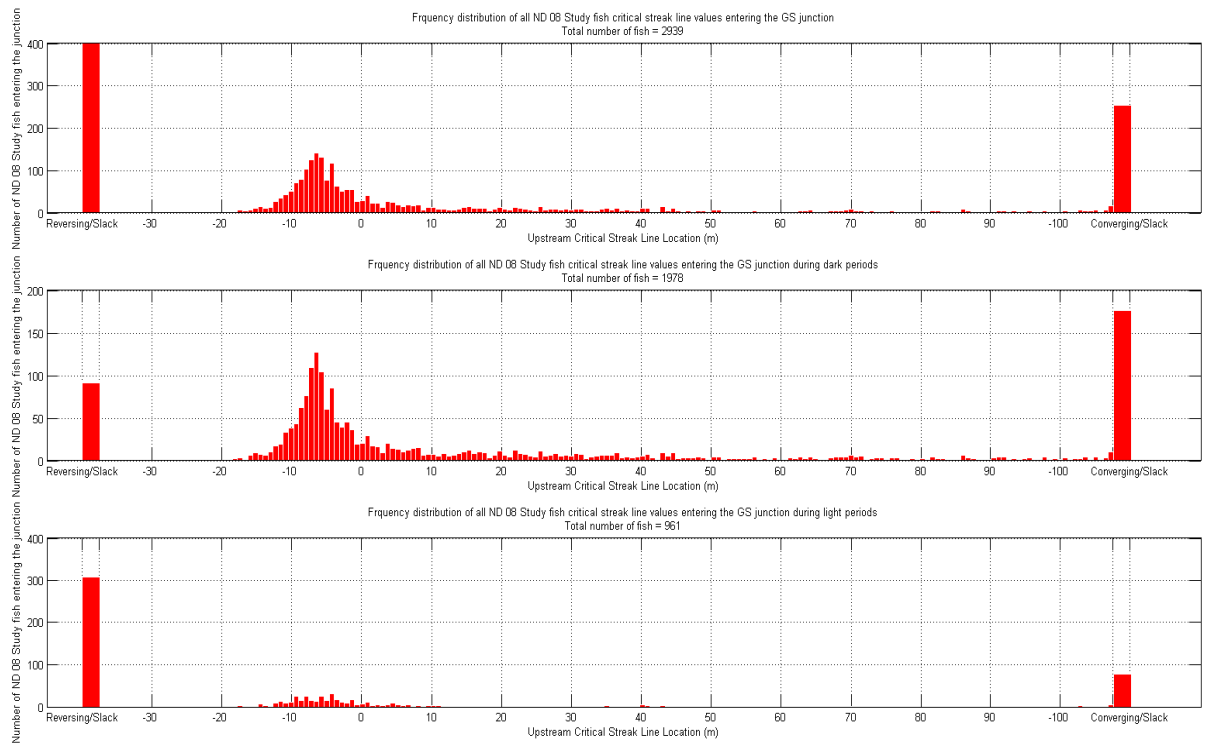 Frquency distribution of all ND 08 Study fish critical streak line values entering the GS junction
Total number of fish = 2939
Number of ND 08 Study fish entering the junction
400
300
200
100
0
Reversing/Slack -30 -20 -10 0 10 20 30 40 50 60 70 80 90 -100 Converging/Slack
Upstream Critical Streak Line Location (m)
Frquency distribution of all ND 08 Study fish critical streak line values entering the GS junction during dark periods
Total number of fish = 1978
Number of ND 08 Study fish entering the junction
200
150
100
50
0
Reversing/Slack -30 -20 -10 0 10 20 30 40 50 60 70 80 90 -100 Converging/Slack
Upstream Critical Streak Line Location (m)
Frquency distribution of all ND 08 Study fish critical streak line values entering the GS junction during light periods
Total number of fish = 961
Number of ND 08 Study fish entering the junction
400
300
200
100
0
Reversing/Slack -30 -20 -10 0 10 20 30 40 50 60 70 80 90 -100 Converging/Slack
Upstream Critical Streak Line Location (m)